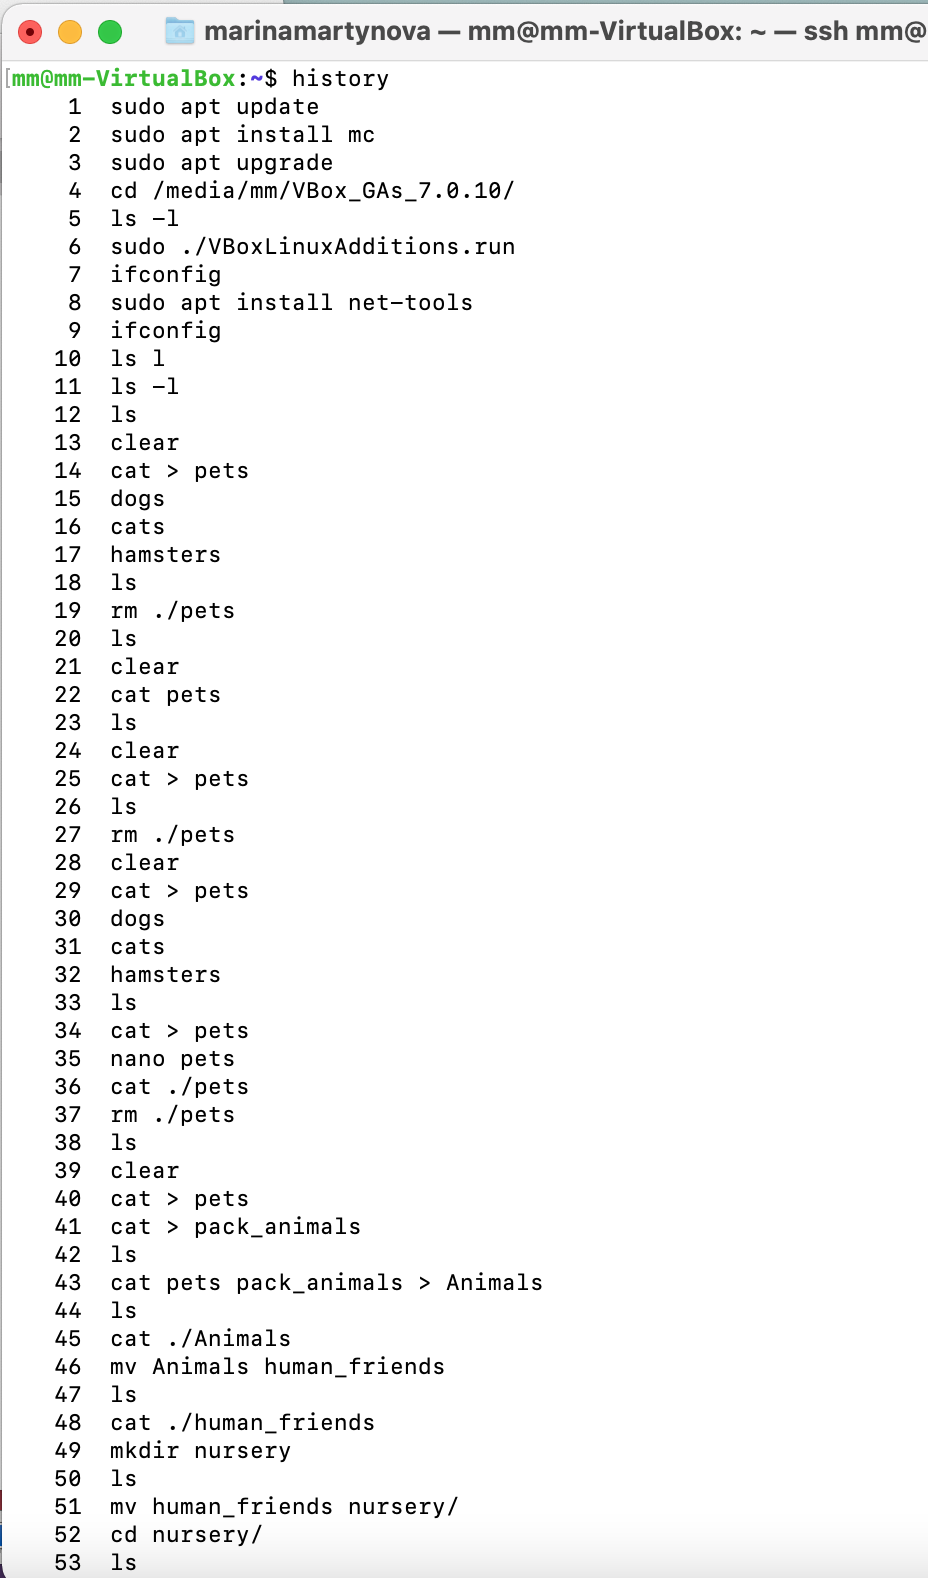 marinamartynova — mm@mm-VirtualBox: ~ — ssh mm@
[mm@mm-VirtualBox:~$ history
1 sudo apt update
2 sudo apt install mc
3 sudo apt upgrade
4 cd /media/mm/VBox_GAs_7.0.10/
5 ls -l
6 sudo ./VBoxLinuxAdditions.run
7 ifconfig
8 sudo apt install net-tools
9 ifconfig
10 ls l
11 ls -l
12 ls
13 clear
14 cat > pets
15 dogs
16 cats
17 hamsters
18 ls
19 rm ./pets
20 ls
21 clear
22 cat pets
23 ls
24 clear
25 cat > pets
26 ls
27 rm ./pets
28 clear
29 cat > pets
30 dogs
31 cats
32 hamsters
33 ls
34 cat > pets
35 nano pets
36 cat ./pets
37 rm ./pets
38 ls
39 clear
40 cat > pets
41 cat > pack_animals
42 ls
43 cat pets pack_animals > Animals
44 ls
45 cat ./Animals
46 mv Animals human_friends
47 ls
48 cat ./human_friends
49 mkdir nursery
50 ls
51 mv human_friends nursery/
52 cd nursery/
53 ls